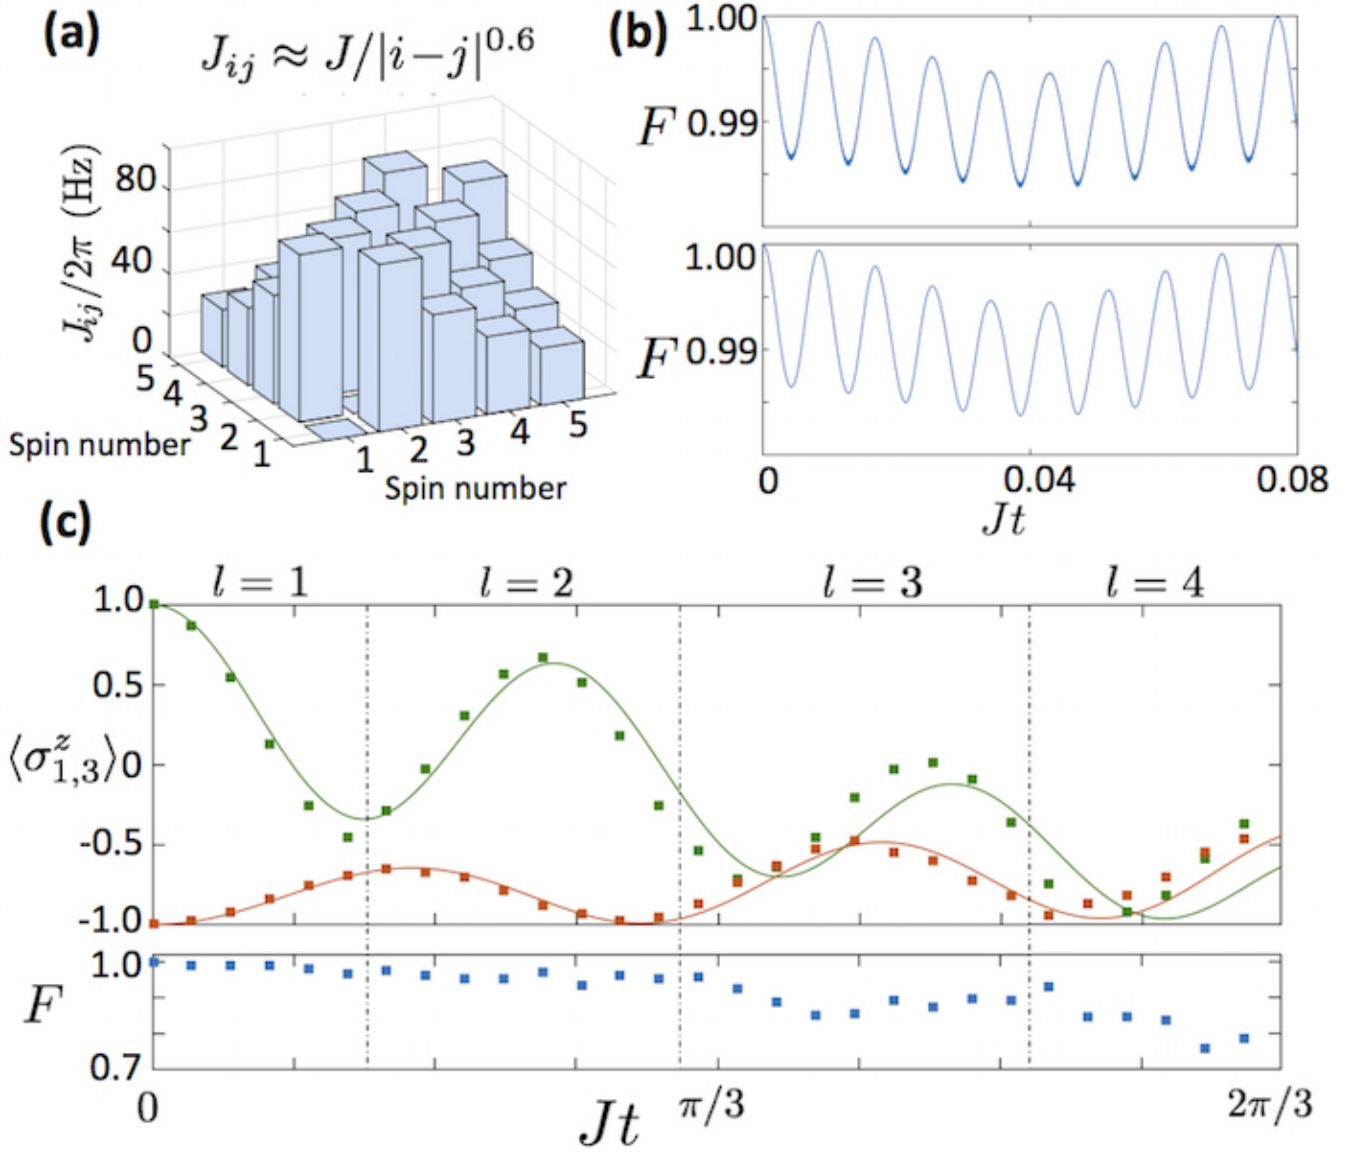 (a)
J_{ij} ≈ J/|i−j|^{0.6}
J_{ij}/2π (Hz)
80
40
0
5
4
3
2
1
Spin number
1
2
3
4
5
Spin number
(b)
1.00
F 0.99
1.00
F 0.99
0 0.04 0.08
Jt
(c)
l = 1 l = 2 l = 3 l = 4
1.0
0.5
⟨σ^z_{1,3}⟩ 0
-0.5
-1.0
1.0
F
0.7
0 π/3 2π/3
Jt